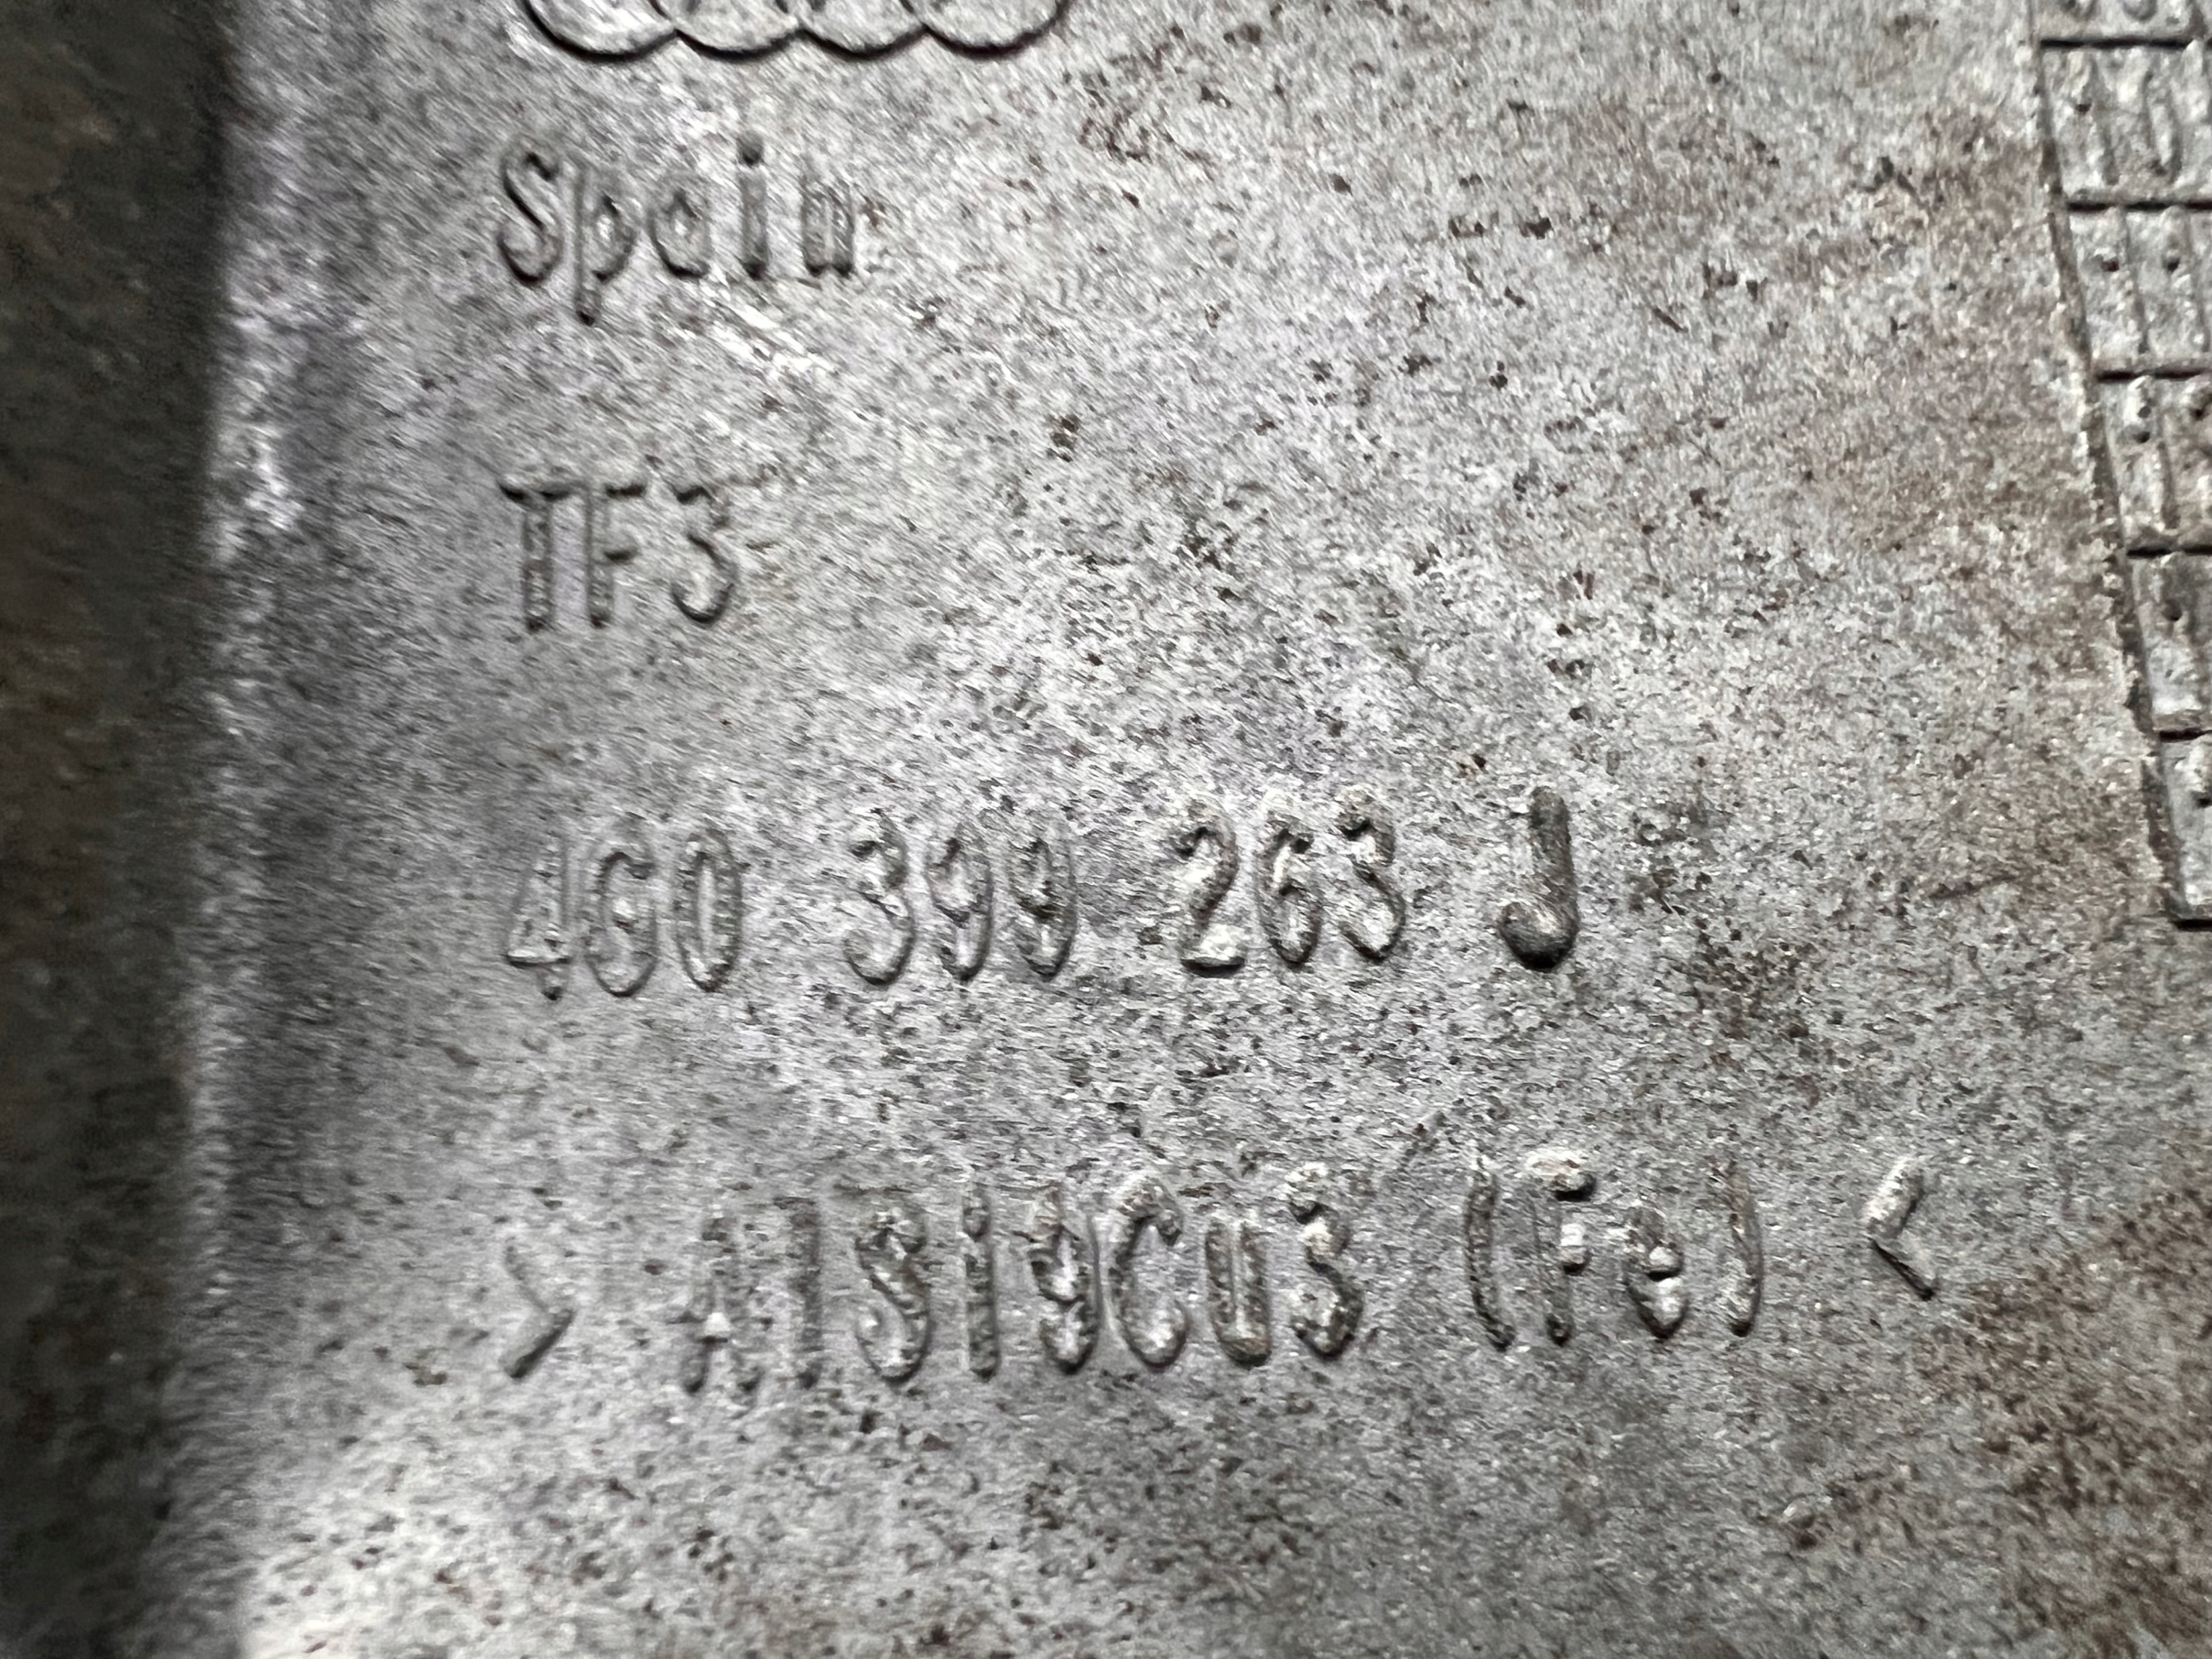 Spain
TF3
4G0 399 263 J
> AlSi9Cu3 (Fe) <